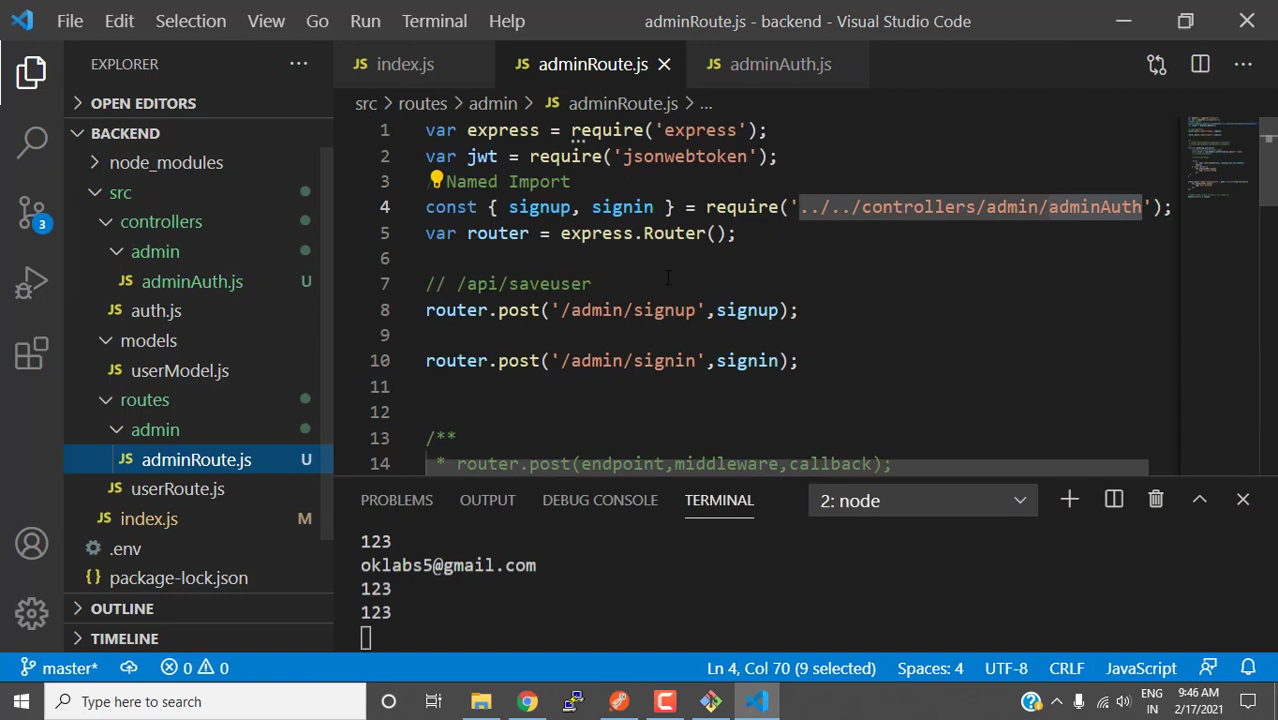 File Edit Selection View Go Run Terminal Help adminRoute.js - backend - Visual Studio Code
EXPLORER
index.js
adminRoute.js
adminAuth.js
OPEN EDITORS
BACKEND
node_modules
src
controllers
admin
adminAuth.js U
auth.js
models
userModel.js
routes
admin
adminRoute.js U
userRoute.js
index.js M
.env
package-lock.json
OUTLINE
TIMELINE
3
src > routes > admin > JS adminRoute.js > ...
1 var express = require('express');
2 var jwt = require('jsonwebtoken');
3 /Named Import
4 const { signup, signin } = require('../../controllers/admin/adminAuth');
5 var router = express.Router();
6
7 // /api/saveuser
8 router.post('/admin/signup',signup);
9
10 router.post('/admin/signin',signin);
11
12
13 /**
14 * router.post(endpoint,middleware,callback);
PROBLEMS OUTPUT DEBUG CONSOLE TERMINAL 2: node
123
oklabs5@gmail.com
123
123
master* 0 0 Ln 4, Col 70 (9 selected) Spaces: 4 UTF-8 CRLF JavaScript
Type here to search
ENG
IN
9:46 AM
2/17/2021